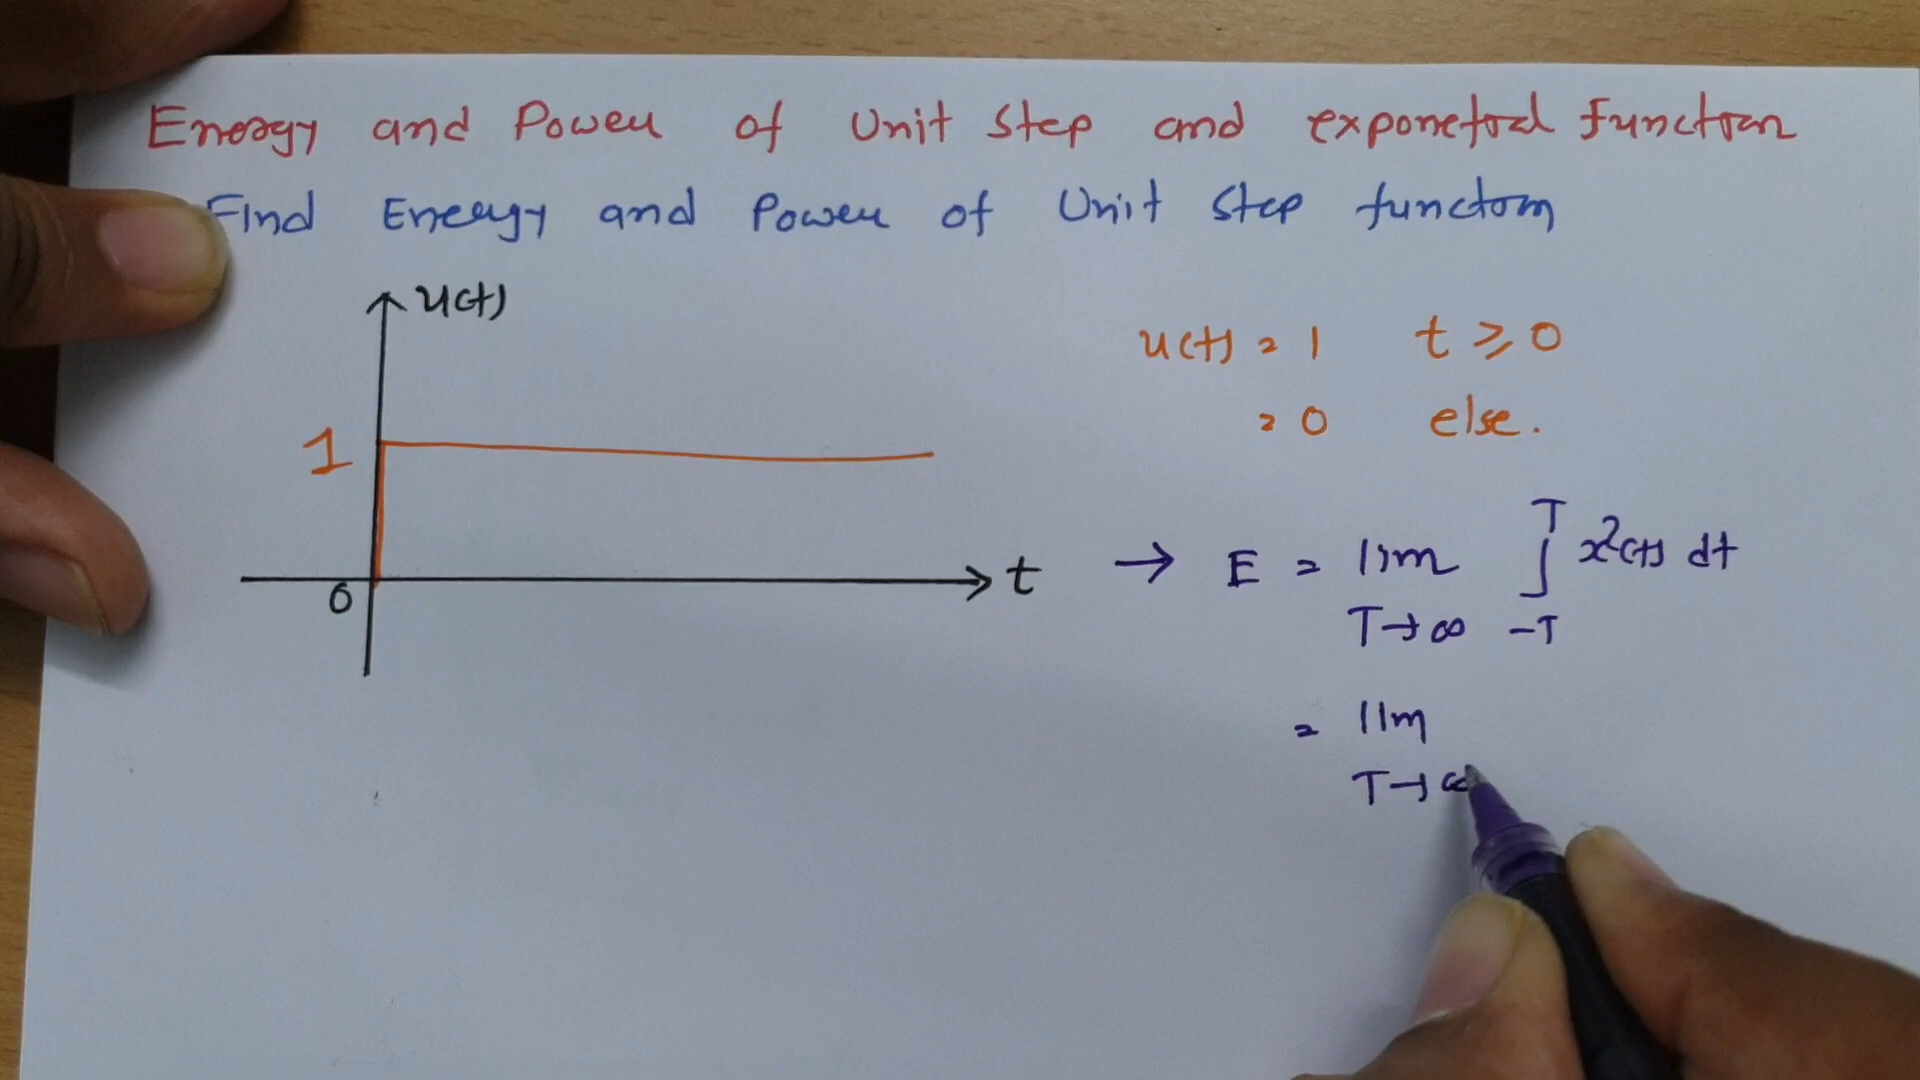 Energy and Power of Unit Step and exponetial function
Find Energy and Power of Unit Step function
u(t)
u(t) = 1 t ≥ 0
= 0 else.
1
→ E = lim ∫ x²(t) dt
T→∞ -T T
0
t
= lim
T→∞